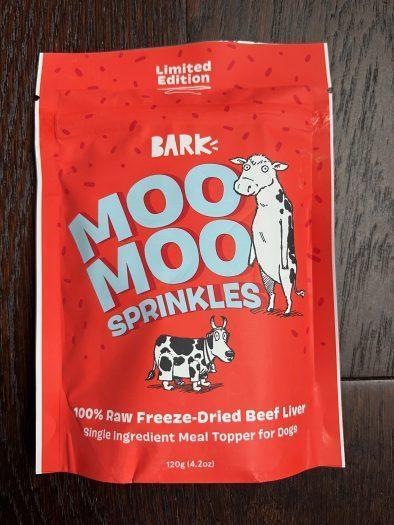 Limited
Edition
BARK
MOO
MOO
SPRINKLES
100% Raw Freeze-Dried Beef Liver
Single Ingredient Meal Topper for Dogs
120g (4.2oz)